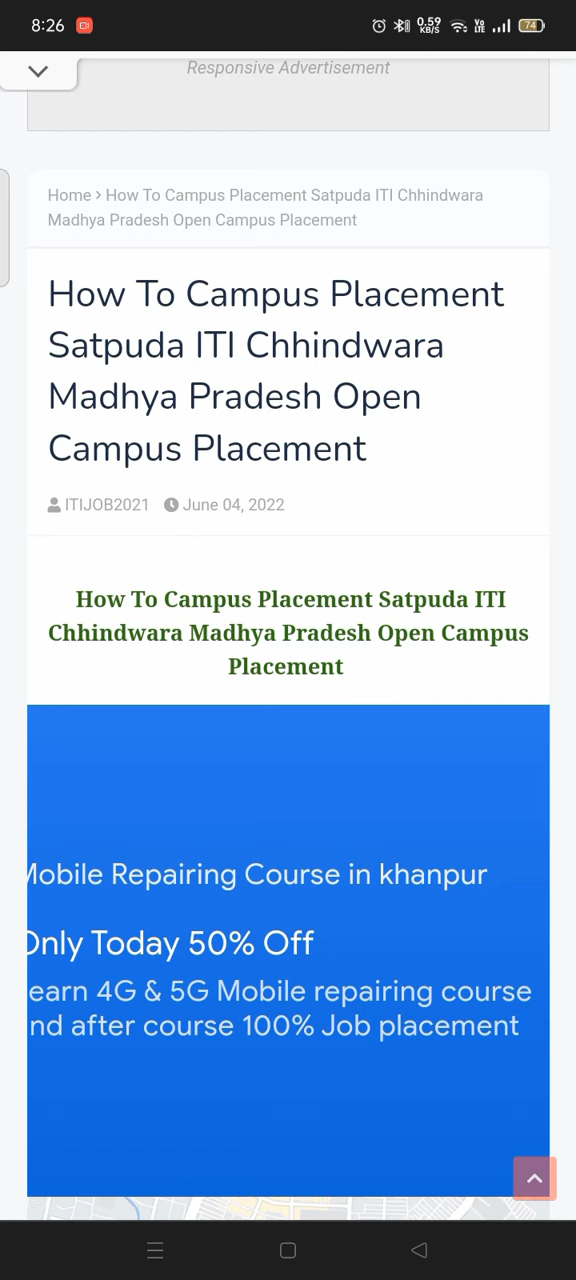 8:26
0.59
KB/S
Vo
LTE
74
Responsive Advertisement
Home > How To Campus Placement Satpuda ITI Chhindwara
Madhya Pradesh Open Campus Placement
How To Campus Placement
Satpuda ITI Chhindwara
Madhya Pradesh Open
Campus Placement
ITIJOB2021 June 04, 2022
How To Campus Placement Satpuda ITI
Chhindwara Madhya Pradesh Open Campus
Placement
Mobile Repairing Course in khanpur
Only Today 50% Off
earn 4G & 5G Mobile repairing course
nd after course 100% Job placement